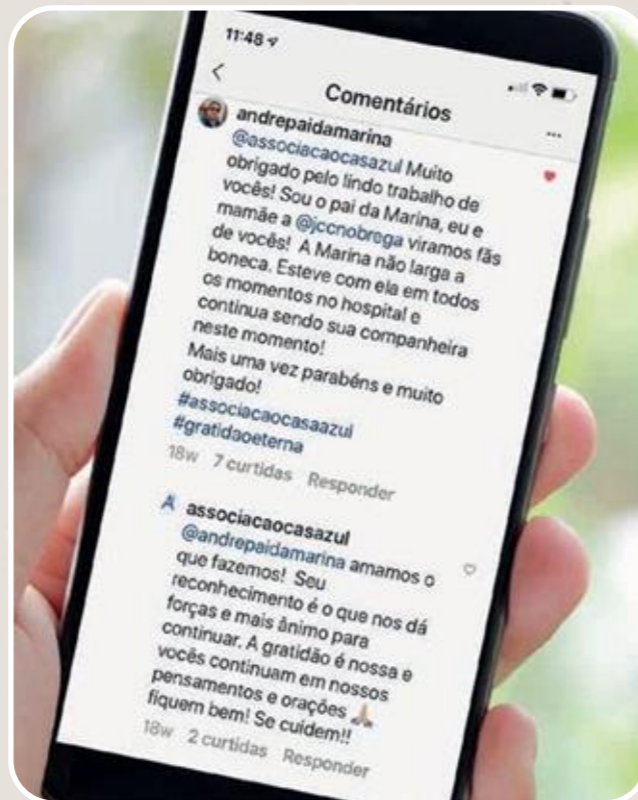 11:48
Comentários
andrepaidamarina
@associacaocasazul Muito
obrigado pelo lindo trabalho de
vocês! Sou o pai da Marina, eu e
mamãe a @jccnobrega viramos fãs
de vocês! A Marina não larga a
boneca. Esteve com ela em todos
os momentos no hospital e
continua sendo sua companheira
neste momento!
Mais uma vez parabéns e muito
obrigado!
#associacaocasaazul
#gratidaoeterna
18w 7 curtidas Responder
associacaocasazul
@andrepaidamarina amamos o
que fazemos! Seu
reconhecimento é o que nos dá
forças e mais ânimo para
continuar. A gratidão é nossa e
vocês continuam em nossos
pensamentos e orações 🙏🏼
fiquem bem! Se cuidem!!
18w 2 curtidas Responder